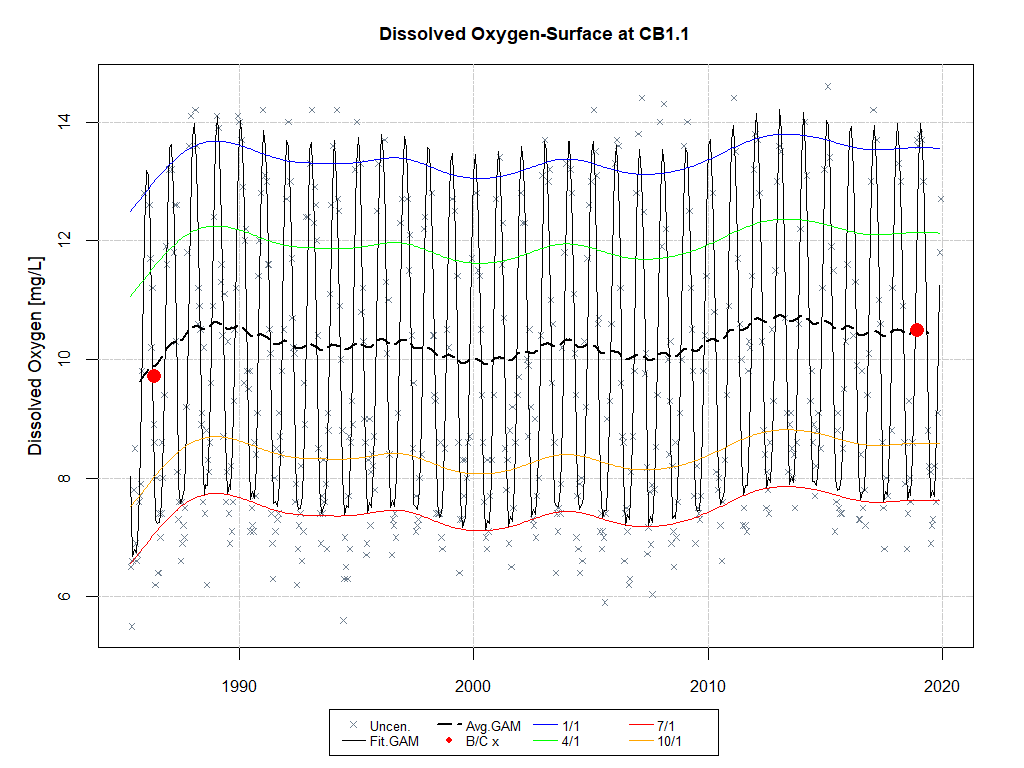 Dissolved Oxygen-Surface at CB1.1
Dissolved Oxygen [mg/L]
14
12
10
8
6
1990 2000 2010 2020
Uncen. Avg.GAM 1/1 7/1
Fit.GAM B/C x 4/1 10/1